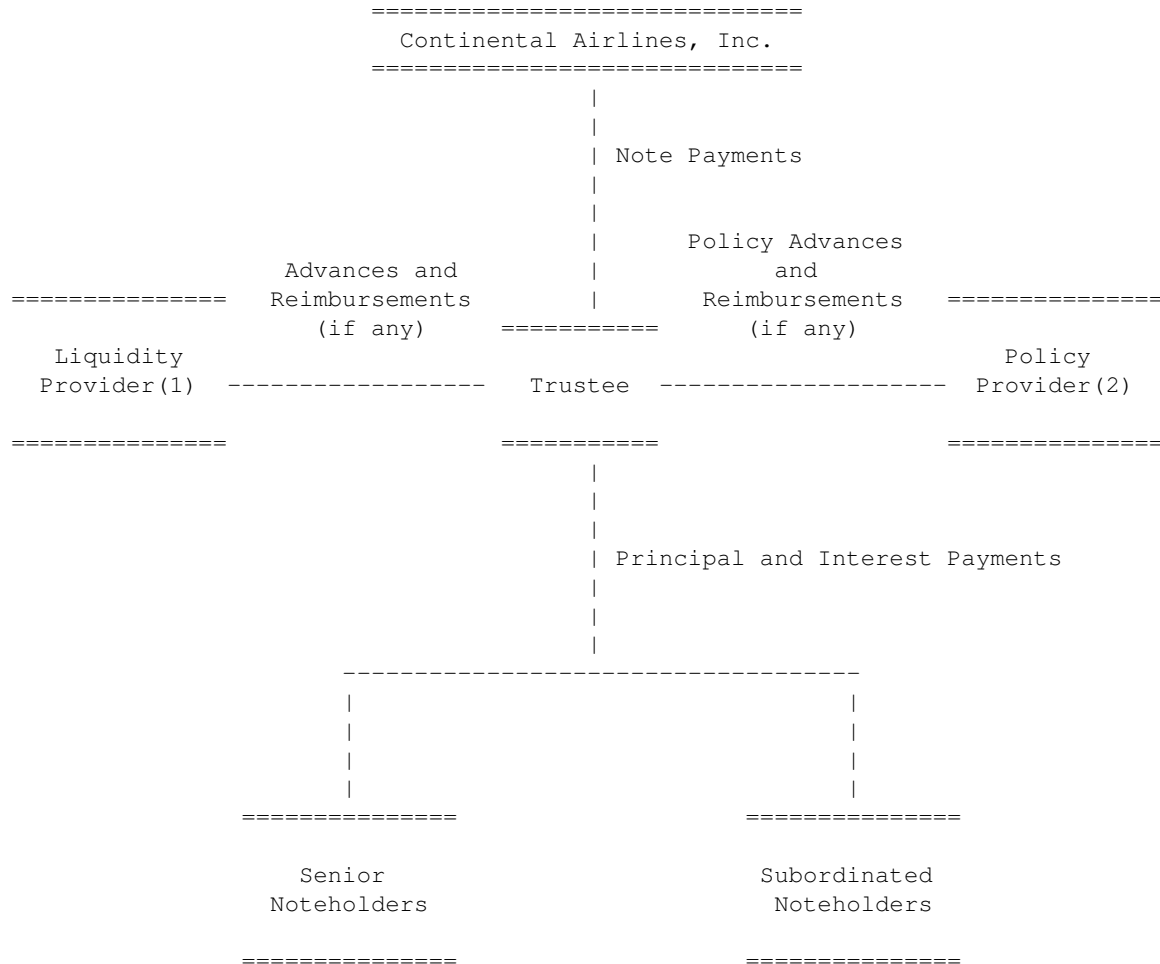 Continental Airlines, Inc.
Note Payments
Policy Advances
Advances and and
Reimbursements Reimbursements
(if any) (if any)
Liquidity Policy
Provider(1) Trustee Provider(2)
Principal and Interest Payments
Senior Subordinated
Noteholders Noteholders